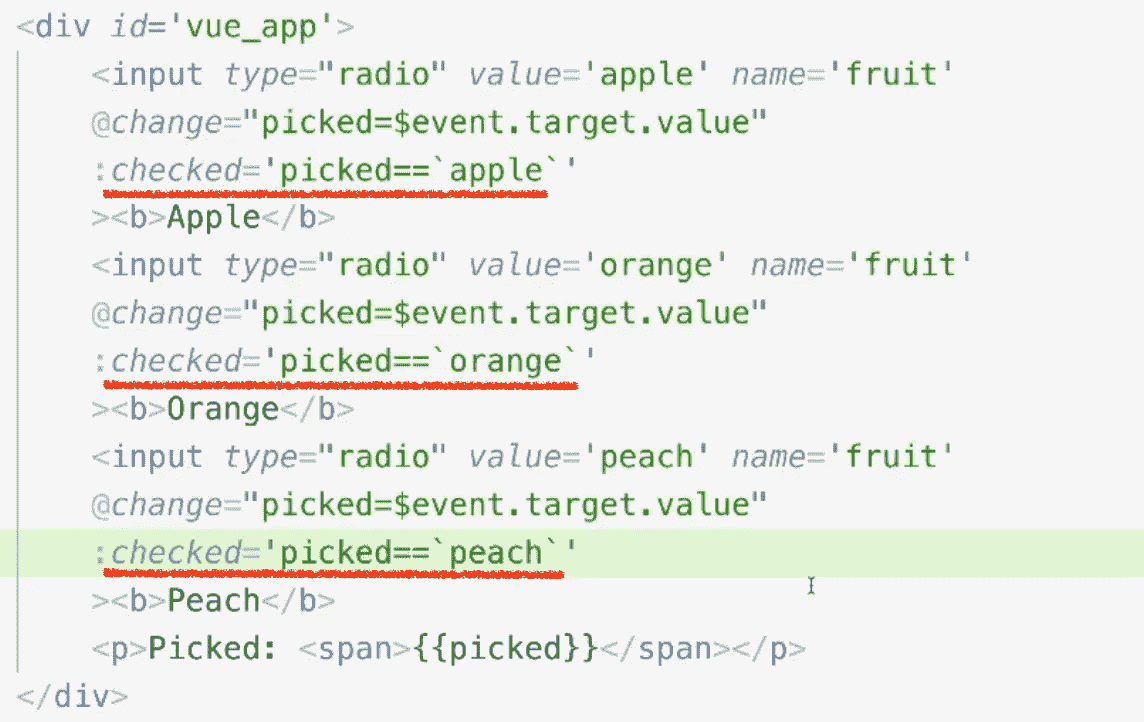 <div id='vue_app'>
<input type="radio" value='apple' name='fruit'
@change="picked=$event.target.value"
:checked='picked==`apple`'
><b>Apple</b>
<input type="radio" value='orange' name='fruit'
@change="picked=$event.target.value"
:checked='picked==`orange`'
><b>Orange</b>
<input type="radio" value='peach' name='fruit'
@change="picked=$event.target.value"
:checked='picked==`peach`'
><b>Peach</b>
<p>Picked: <span>{{picked}}</span></p>
</div>